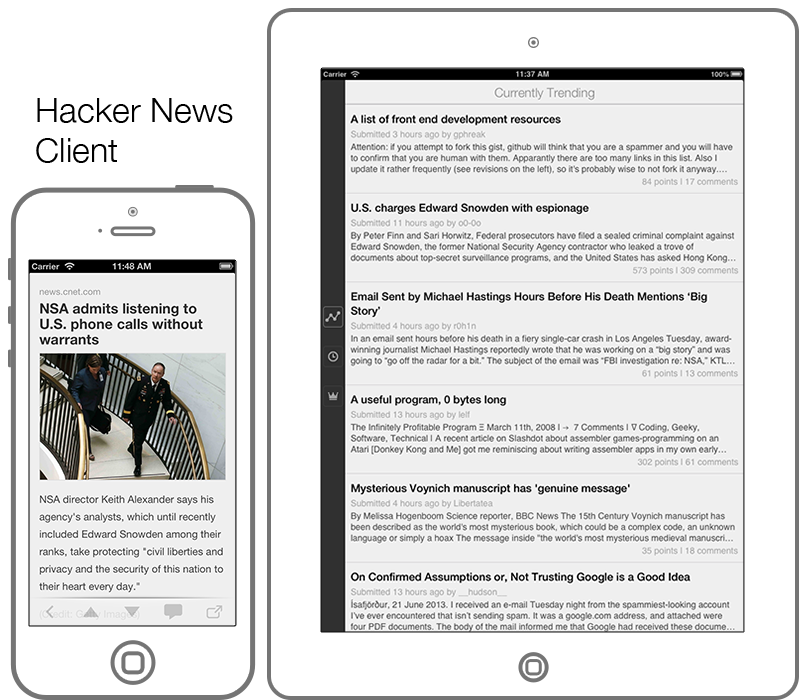 Hacker News
Client
Carrier 11:48 AM
news.cnet.com
NSA admits listening to
U.S. phone calls without
warrants
NSA director Keith Alexander says his
agency's analysts, which until recently
included Edward Snowden among their
ranks, take protecting "civil liberties and
privacy and the security of this nation to
their heart every day."
Carrier 11:37 AM 100%
Currently Trending
A list of front end development resources
Submitted 3 hours ago by gphreak
Attention: if you attempt to fork this gist, github will think that you are a spammer and you will have
to confirm that you are human with them. Apparantly there are too many links in this list. Also I
update it rather frequently (see revisions on the left), so it's probably wise to not fork it anyway....
84 points | 17 comments
U.S. charges Edward Snowden with espionage
Submitted 11 hours ago by o0-0o
By Peter Finn and Sari Horwitz, Federal prosecutors have filed a sealed criminal complaint against
Edward Snowden, the former National Security Agency contractor who leaked a trove of
documents about top-secret surveillance programs, and the United States has asked Hong Kong...
573 points | 309 comments
Email Sent by Michael Hastings Hours Before His Death Mentions ‘Big
Story’
Submitted 4 hours ago by r0h1n
In an email sent hours before his death in a fiery single-car crash in Los Angeles Tuesday, award-
winning journalist Michael Hastings reportedly wrote that he was working on a “big story” and was
going to “go off the radar for a bit.” The subject of the email was “FBI investigation re: NSA,” KTL...
61 points | 13 comments
A useful program, 0 bytes long
Submitted 13 hours ago by lelf
The Infinitely Profitable Program Ξ March 11th, 2008 | → 7 Comments | ∇ Coding, Geeky,
Software, Technical | A recent article on Slashdot about assembler games-programming on an
Atari [Donkey Kong and Me] got me reminiscing about writing assembler apps in my own early...
302 points | 61 comments
Mysterious Voynich manuscript has 'genuine message'
Submitted 4 hours ago by Libertatea
By Melissa Hogenboom Science reporter, BBC News The 15th Century Voynich manuscript has
been described as the world's most mysterious book, which could be a complex code, an unknown
language or simply a hoax The message inside "the world's most mysterious medieval manuscri...
35 points | 18 comments
On Confirmed Assumptions or, Not Trusting Google is a Good Idea
Submitted 13 hours ago by __hudson__
Ísafjörður, 21 June 2013. I received an e-mail Tuesday night from the spammiest-looking account
I've ever encountered that isn't sending spam. It was a google.com address, and attached were
four PDF documents. The body of the mail informed me that Google had received these docume...